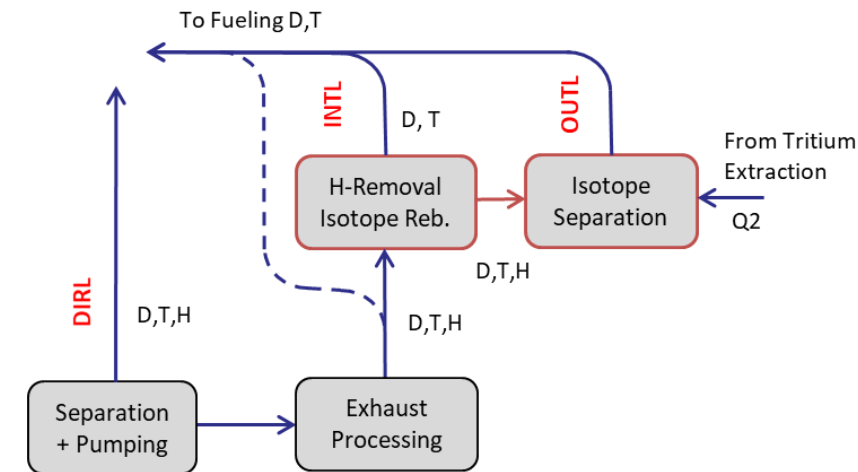 To Fueling D,T
INTL
OUTL
D, T
From Tritium
Extraction
H-Removal
Isotope Reb.
Isotope
Separation
Q2
D,T,H
DIRL
D,T,H
D,T,H
Separation
+ Pumping
Exhaust
Processing